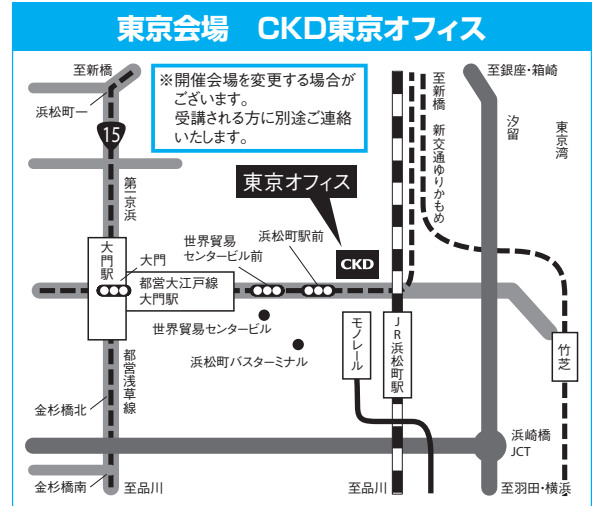 東京会場　CKD東京オフィス
至新橋
浜松町一
※開催会場を変更する場合が
ございます。
受講される方に別途ご連絡
いたします。
至新橋
新交通ゆりかもめ
至銀座・箱崎
汐留
東京湾
15
第一京浜
東京オフィス
大門駅
大門
世界貿易
センタービル前
浜松町駅前
CKD
都営大江戸線
大門駅
世界貿易センタービル
浜松町バスターミナル
モノレール
JR浜松町駅
竹芝
都営浅草線
金杉橋北
浜崎橋
JCT
金杉橋南
至品川
至品川
至羽田・横浜